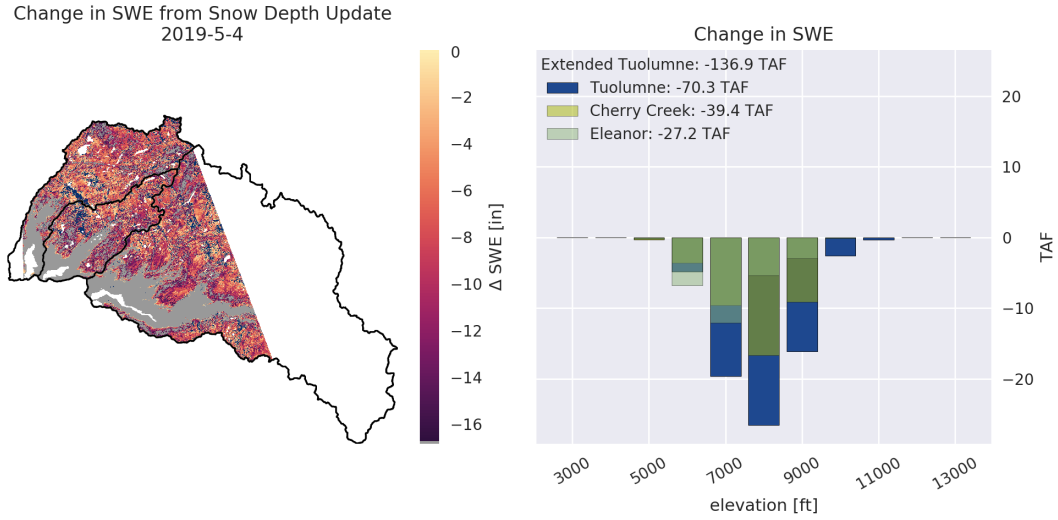 Change in SWE from Snow Depth Update
2019-5-4
0
−2
−4
−6
−8
−10
−12
−14
−16
Δ SWE [in]
Change in SWE
Extended Tuolumne: -136.9 TAF
Tuolumne: -70.3 TAF
Cherry Creek: -39.4 TAF
Eleanor: -27.2 TAF
20
10
0
−10
−20
TAF
3000
5000
7000
9000
11000
13000
elevation [ft]